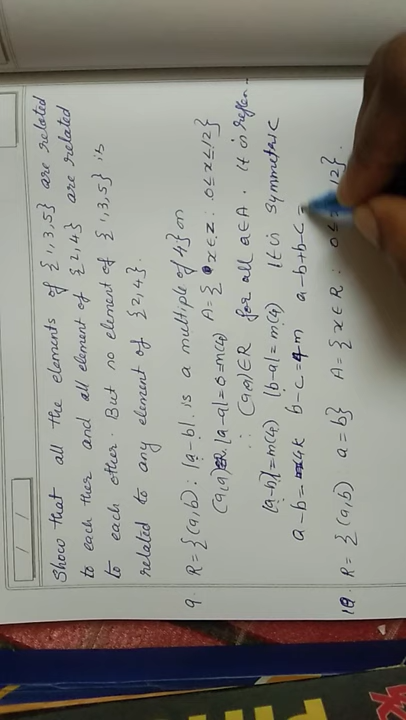 Show that all the elements of {1,3,5} are related
to each ther and all element of {2,4} are related
to each other. But no element of {1,3,5} is
related to any element of {2,4}.
9. R = {(a,b): |a-b| is a multiple of 4} on
A = {x∈Z: 0≤x≤12}
(a,a) |a-a| = 0 = m(4)
∴ (a,a)∈R for all a∈A. It is reflex..
|a-b| = m(4) |b-a| = m(4) It is symmetric
a-b = 4k b-c = 4m a-b+b-c =
10. R = {(a,b) a=b} A = {x∈R: 0≤ 12}.